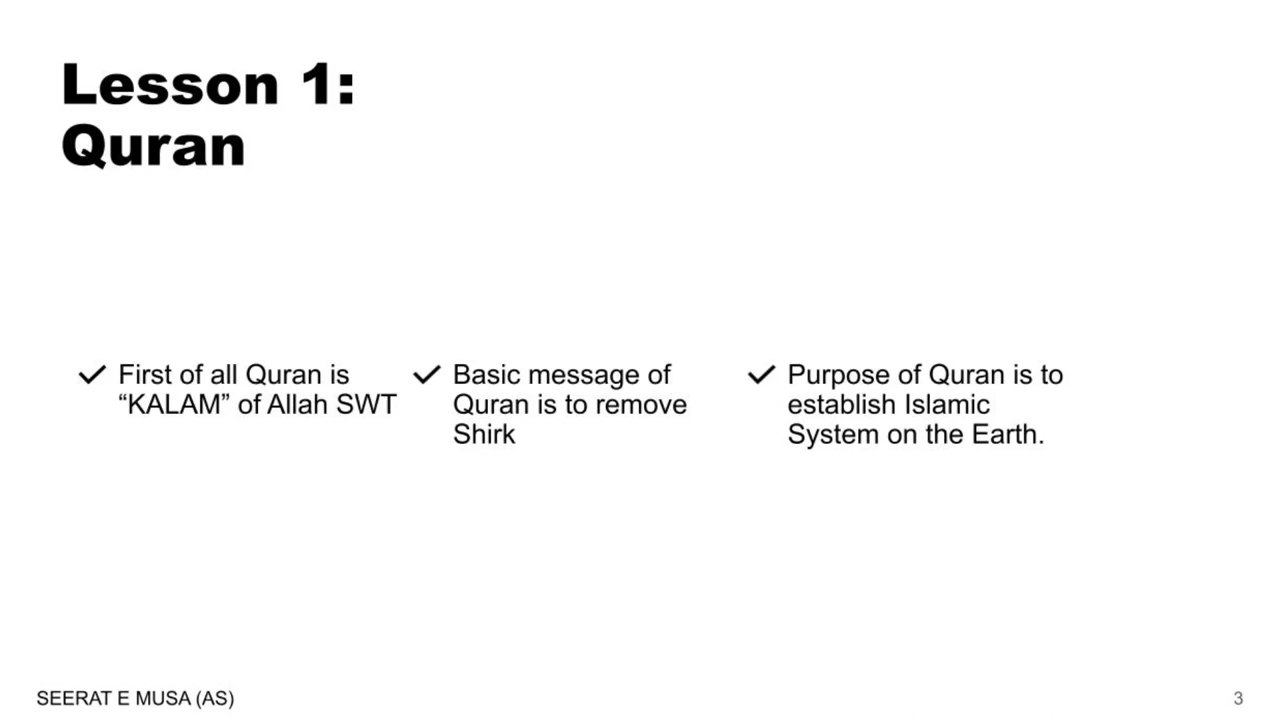 Lesson 1:
Quran
✓ First of all Quran is
“KALAM” of Allah SWT
✓ Basic message of
Quran is to remove
Shirk
✓ Purpose of Quran is to
establish Islamic
System on the Earth.
SEERAT E MUSA (AS)
3